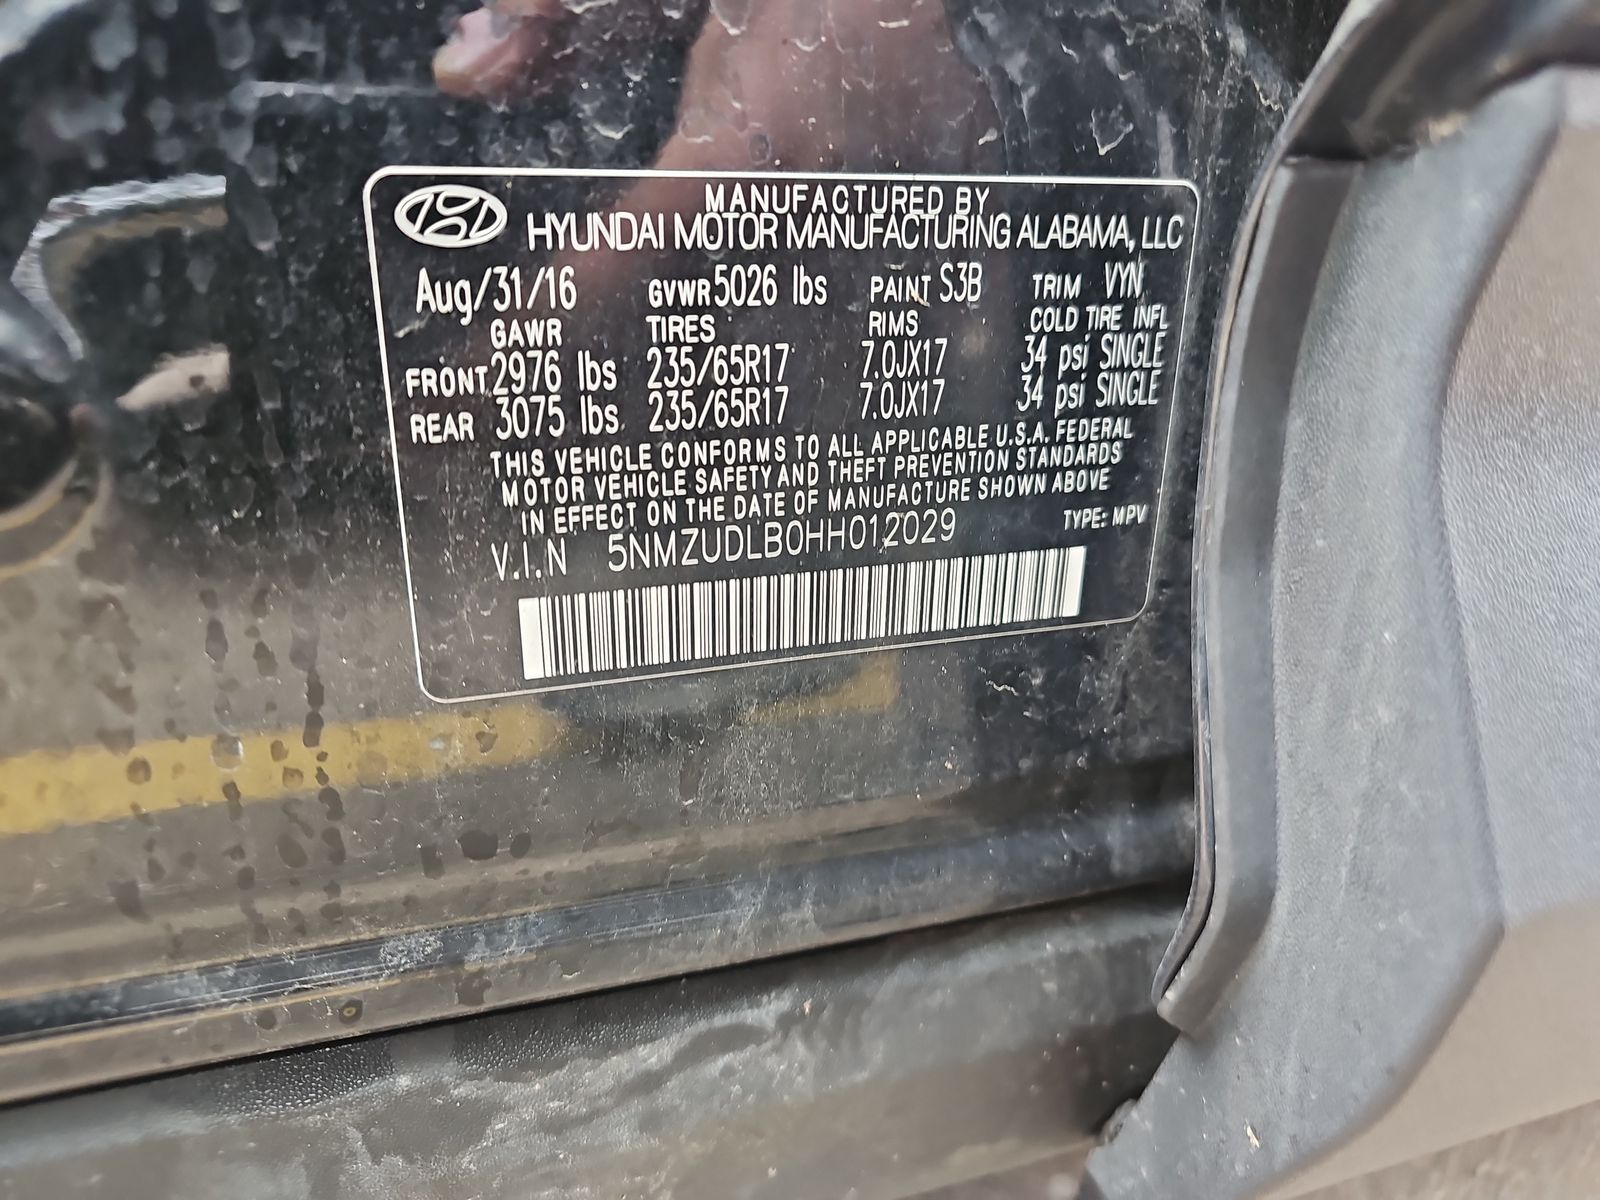 MANUFACTURED BY
HYUNDAI MOTOR MANUFACTURING ALABAMA, LLC
Aug/31/16 GVWR 5026 lbs PAINT S3B TRIM VYN
GAWR TIRES RIMS COLD TIRE INFL
FRONT 2976 lbs 235/65R17 7.0JX17 34 psi SINGLE
REAR 3075 lbs 235/65R17 7.0JX17 34 psi SINGLE
THIS VEHICLE CONFORMS TO ALL APPLICABLE U.S.A. FEDERAL
MOTOR VEHICLE SAFETY AND THEFT PREVENTION STANDARDS
IN EFFECT ON THE DATE OF MANUFACTURE SHOWN ABOVE
V.I.N 5NMZUDLB0HH012029 TYPE: MPV